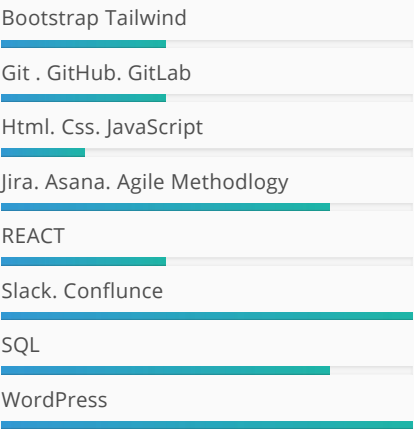 Bootstrap Tailwind
Git . GitHub. GitLab
Html. Css. JavaScript
Jira. Asana. Agile Methodlogy
REACT
Slack. Conflunce
SQL
WordPress